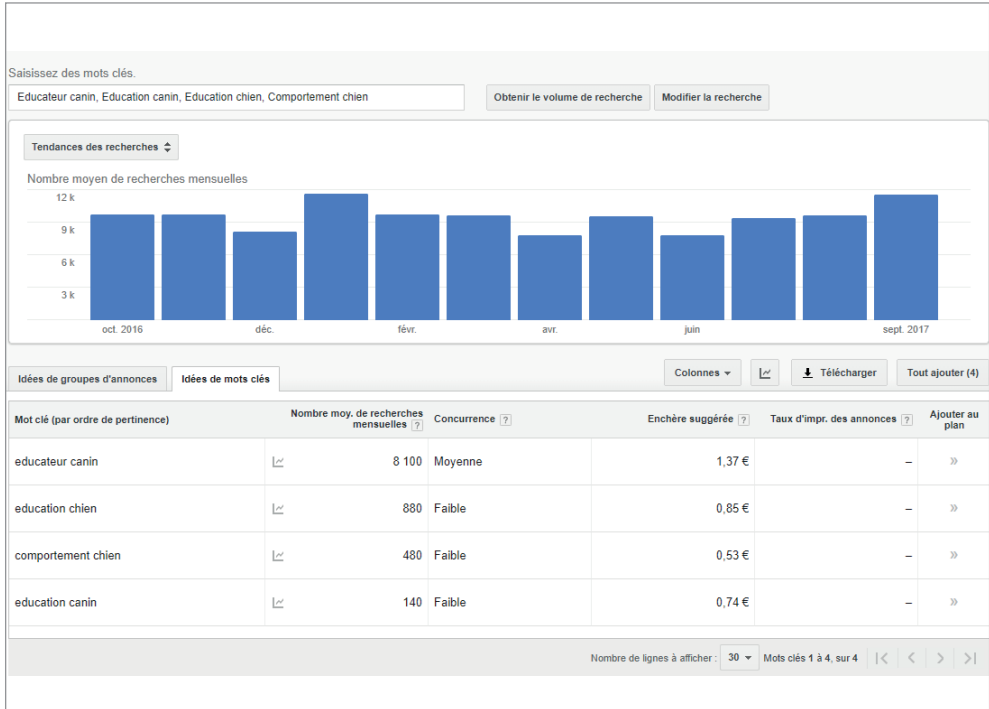 Saisissez des mots clés.
Educateur canin, Education canin, Education chien, Comportement chien
Obtenir le volume de recherche
Modifier la recherche
Tendances des recherches
Nombre moyen de recherches mensuelles
12 k
9 k
6 k
3 k
oct. 2016
déc.
févr.
avr.
juin
sept. 2017
Idées de groupes d'annonces
Idées de mots clés
Colonnes
Télécharger
Tout ajouter (4)
Mot clé (par ordre de pertinence)
Nombre moy. de recherches
mensuelles ?
Concurrence ?
Enchère suggérée ?
Taux d'impr. des annonces ?
Ajouter au
plan
educateur canin 8 100 Moyenne 1,37 € – »
education chien 880 Faible 0,85 € – »
comportement chien 480 Faible 0,53 € – »
education canin 140 Faible 0,74 € – »
Nombre de lignes à afficher : 30 Mots clés 1 à 4, sur 4